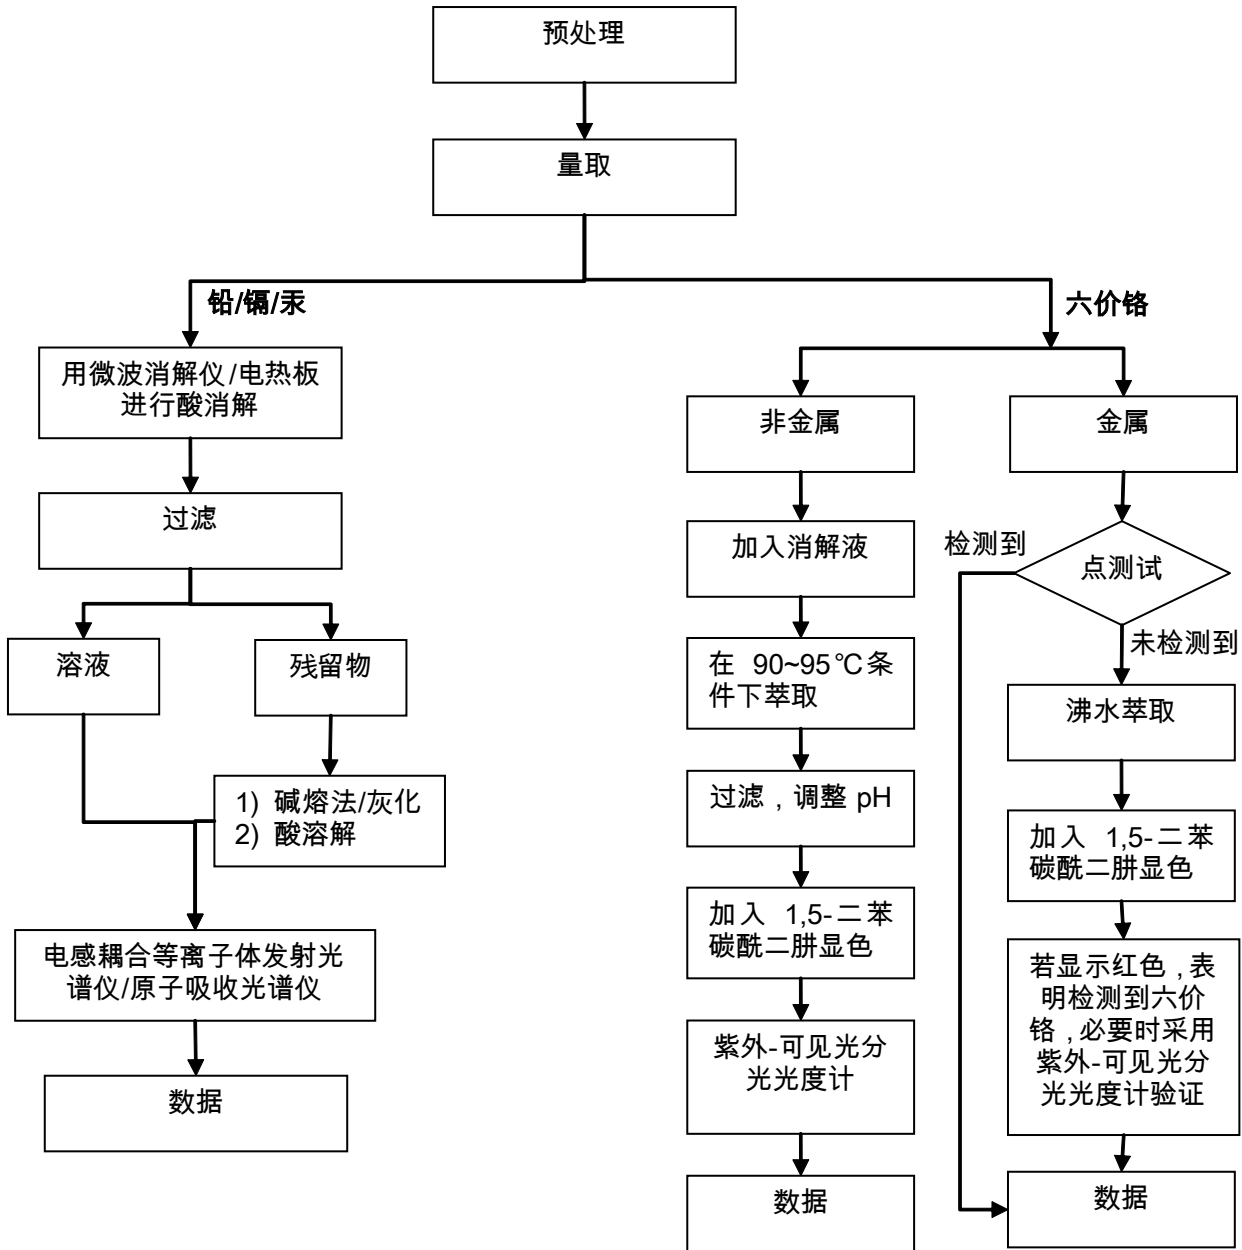 预处理
量取
铅/镉/汞
用微波消解仪/电热板
进行酸消解
过滤
溶液
残留物
1) 碱熔法/灰化
2) 酸溶解
电感耦合等离子体发射光
谱仪/原子吸收光谱仪
数据
六价铬
非金属
加入消解液
在 90~95℃条
件下萃取
过滤，调整 pH
加入 1,5-二苯
碳酰二肼显色
紫外-可见光分
光光度计
数据
金属
点测试
检测到
未检测到
沸水萃取
加入 1,5-二苯
碳酰二肼显色
若显示红色，表
明检测到六价
铬，必要时采用
紫外-可见光分
光光度计验证
数据